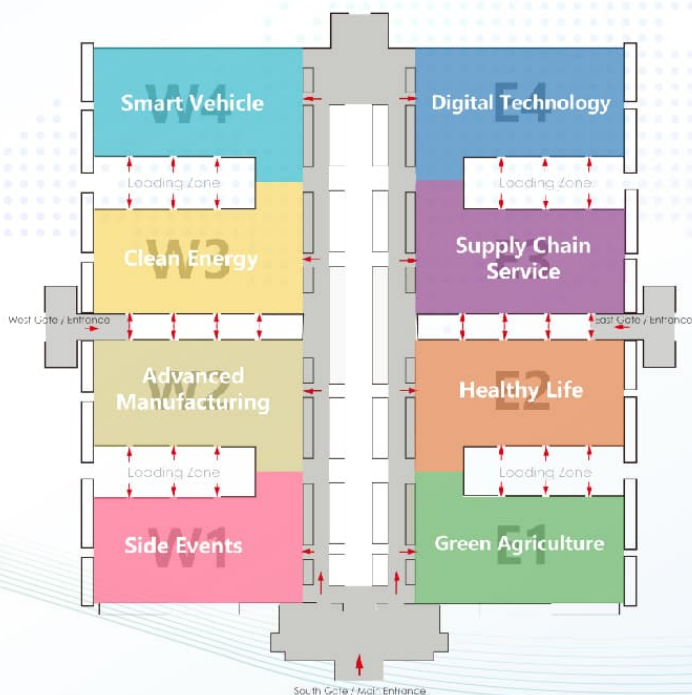 W4
Smart Vehicle
E4
Digital Technology
Loading Zone
Loading Zone
W3
Clean Energy
E3
Supply Chain
Service
West Gate / Entrance
East Gate / Entrance
W2
Advanced
Manufacturing
E2
Healthy Life
Loading Zone
Loading Zone
W1
Side Events
E1
Green Agriculture
South Gate / Main Entrance